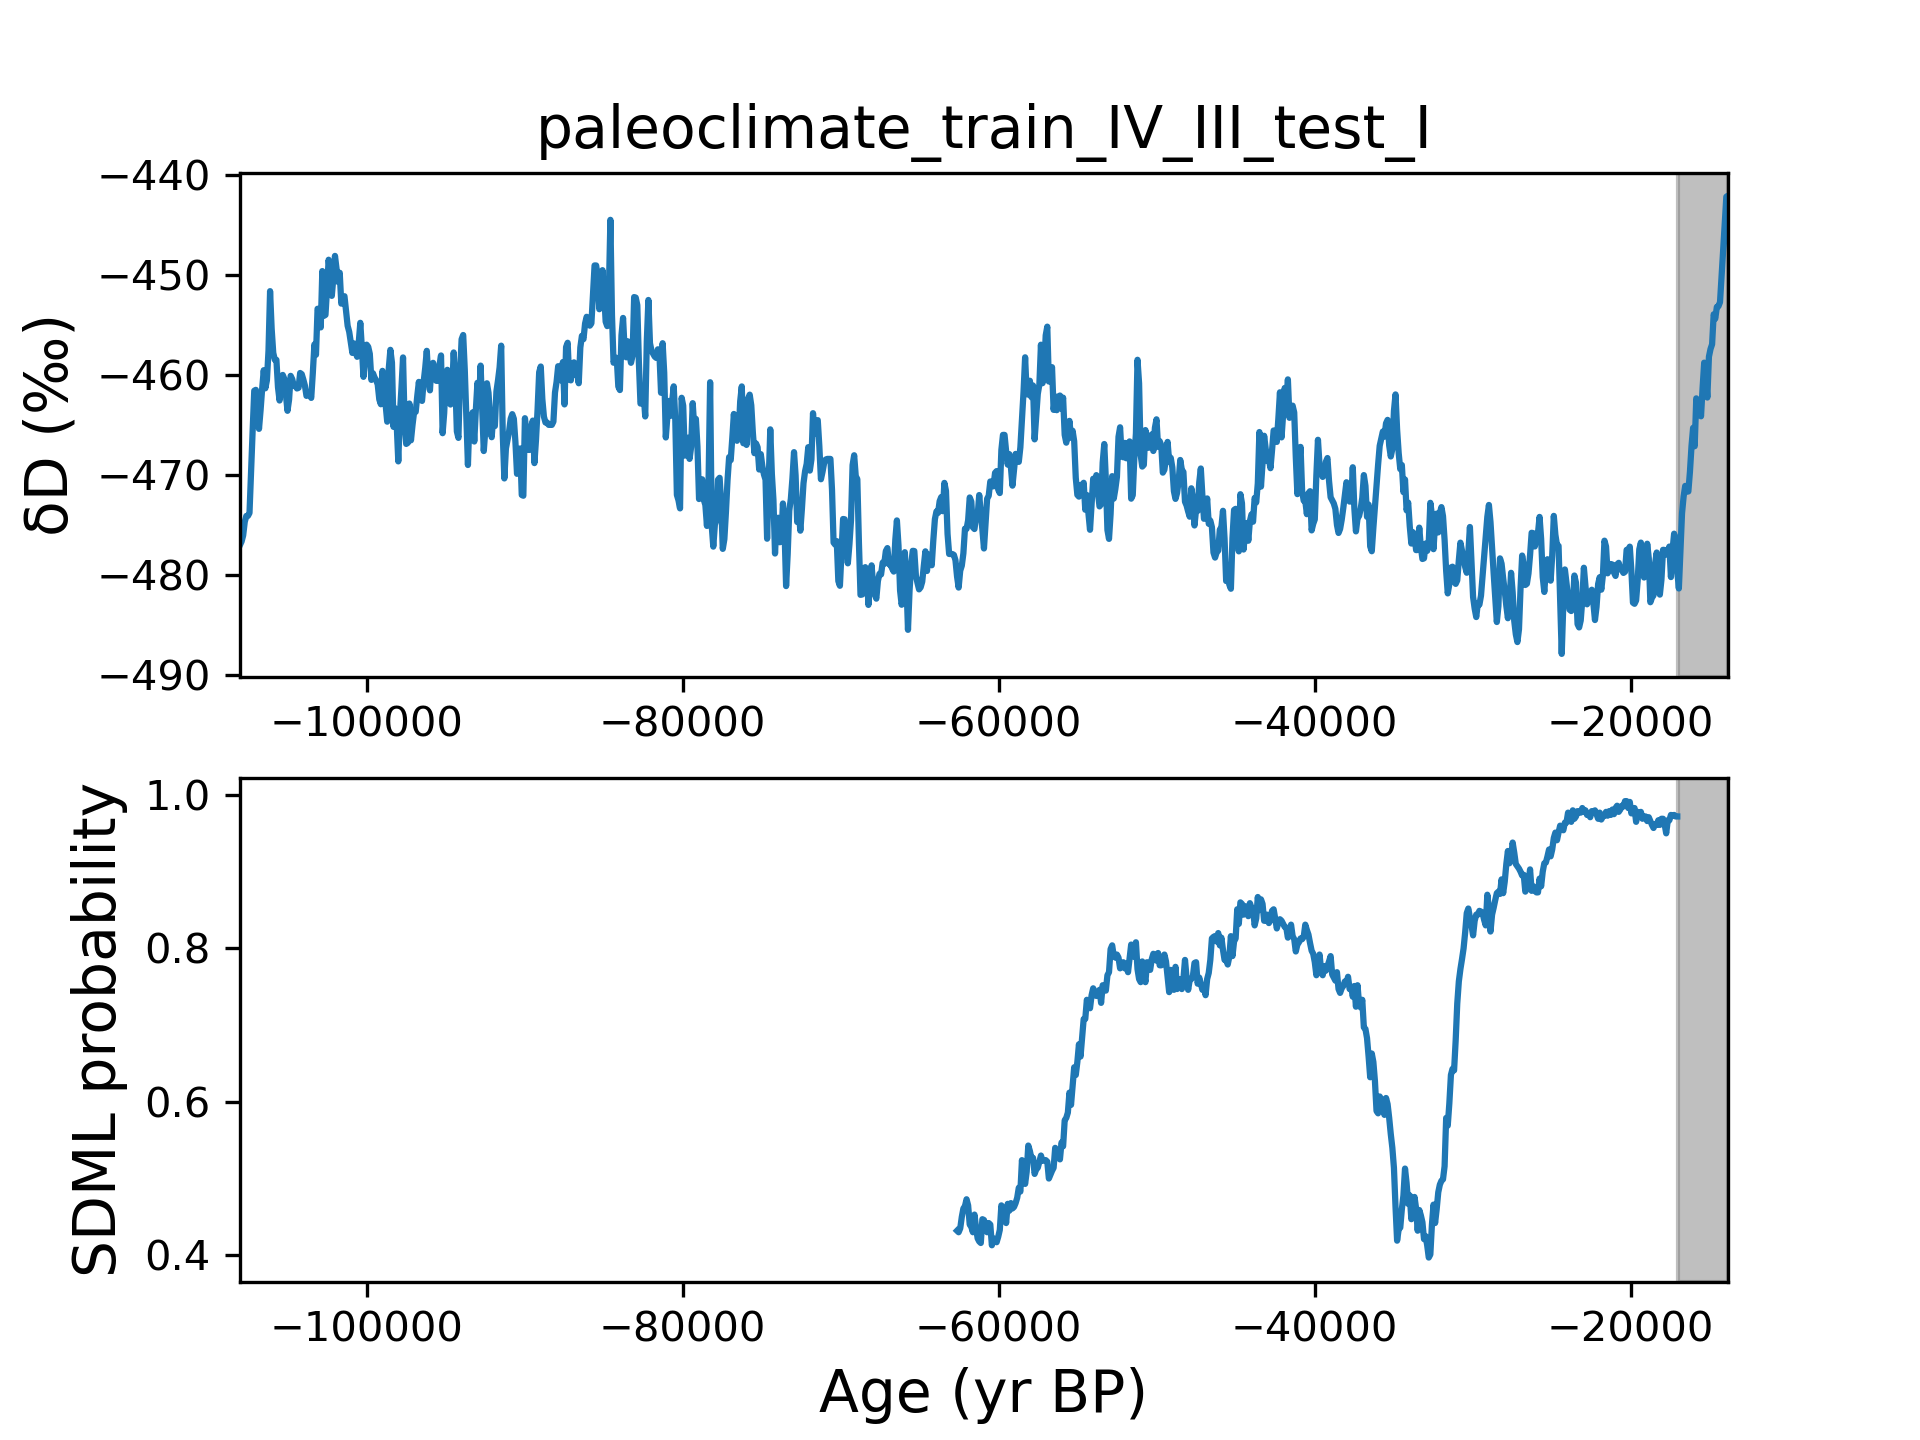 paleoclimate_train_IV_III_test_I
−440
−450
−460
−470
−480
−490
δD (‰)
−100000 −80000 −60000 −40000 −20000
1.0
0.8
0.6
0.4
SDML probability
−100000 −80000 −60000 −40000 −20000
Age (yr BP)